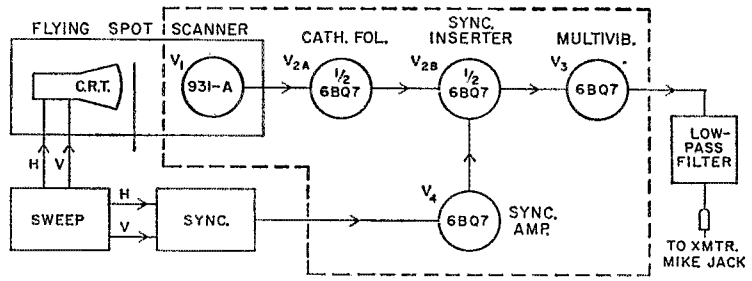 FLYING SPOT SCANNER
CATH. FOL.
SYNC.
INSERTER
MULTIVIB.
V1
V2A
V2B
V3
C.R.T.
931-A
1/2
6BQ7
1/2
6BQ7
6BQ7
H
V
LOW-
PASS
FILTER
SWEEP
H
V
SYNC.
V4
6BQ7
SYNC.
AMP.
TO XMTR.
MIKE JACK